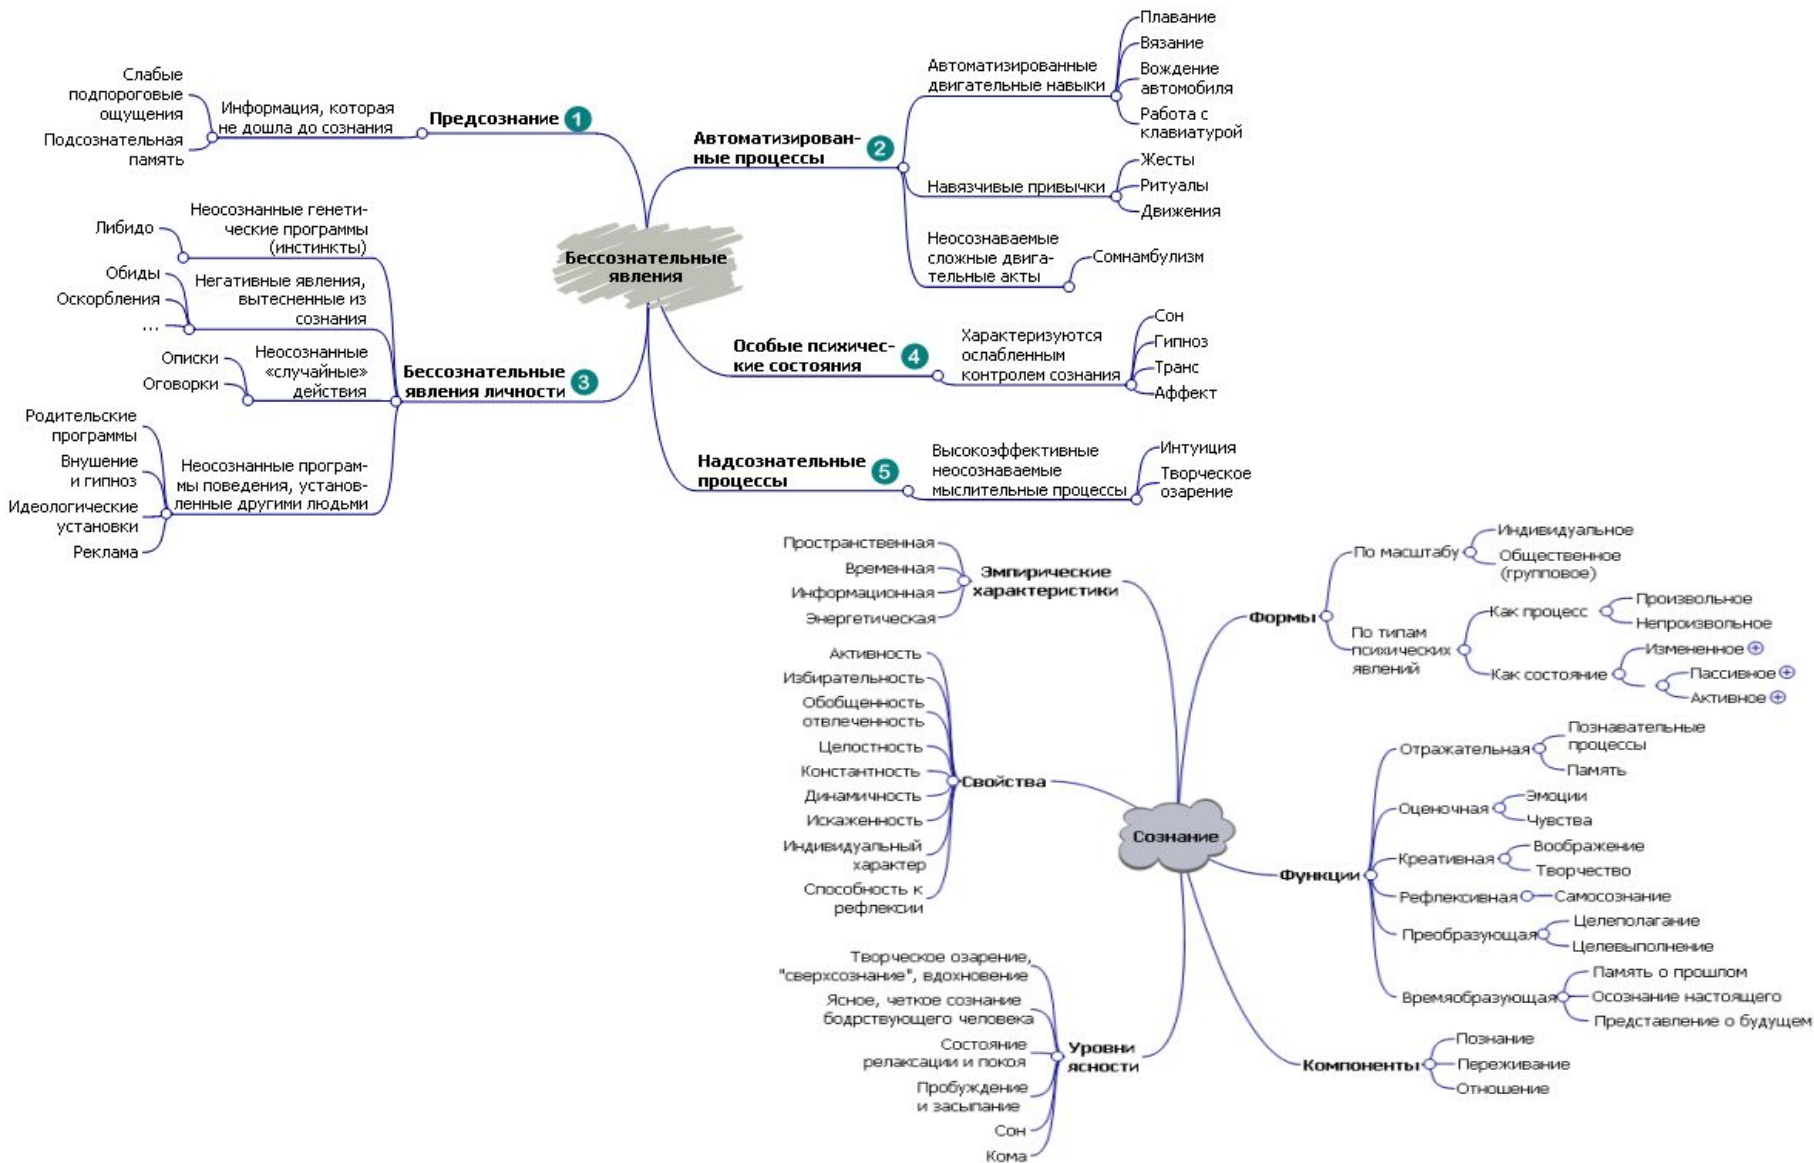 Бессознательные
явления
Предсознание 1
Информация, которая
не дошла до сознания
Слабые
подпороговые
ощущения
Подсознательная
память
Автоматизирован-
ные процессы 2
Автоматизированные
двигательные навыки
Плавание
Вязание
Вождение
автомобиля
Работа с
клавиатурой
Навязчивые привычки
Жесты
Ритуалы
Движения
Неосознаваемые
сложные двига-
тельные акты
Сомнамбулизм
Бессознательные
явления личности 3
Неосознанные генети-
ческие программы
(инстинкты)
Либидо
Негативные явления,
вытесненные из
сознания
Обиды
Оскорбления
...
Неосознанные
«случайные»
действия
Описки
Оговорки
Неосознанные програм-
мы поведения, установ-
ленные другими людьми
Родительские
программы
Внушение
и гипноз
Идеологические
установки
Реклама
Особые психичес-
кие состояния 4
Характеризуются
ослабленным
контролем сознания
Сон
Гипноз
Транс
Аффект
Надсознательные
процессы 5
Высокоэффективные
неосознаваемые
мыслительные процессы
Интуиция
Творческое
озарение
Сознание
Эмпирические
характеристики
Пространственная
Временная
Информационная
Энергетическая
Свойства
Активность
Избирательность
Обобщенность
отвлеченность
Целостность
Константность
Динамичность
Искаженность
Индивидуальный
характер
Способность к
рефлексии
Уровни
ясности
Творческое озарение,
"сверхсознание", вдохновение
Ясное, четкое сознание
бодрствующего человека
Состояние
релаксации и покоя
Пробуждение
и засыпание
Сон
Кома
Формы
По масштабу
Индивидуальное
Общественное
(групповое)
По типам
психических
явлений
Как процесс
Произвольное
Непроизвольное
Как состояние
Измененное
Пассивное
Активное
Функции
Отражательная
Познавательные
процессы
Память
Оценочная
Эмоции
Чувства
Креативная
Воображение
Творчество
Рефлексивная
Самосознание
Преобразующая
Целеполагание
Целевыполнение
Времяобразующая
Память о прошлом
Осознание настоящего
Представление о будущем
Компоненты
Познание
Переживание
Отношение